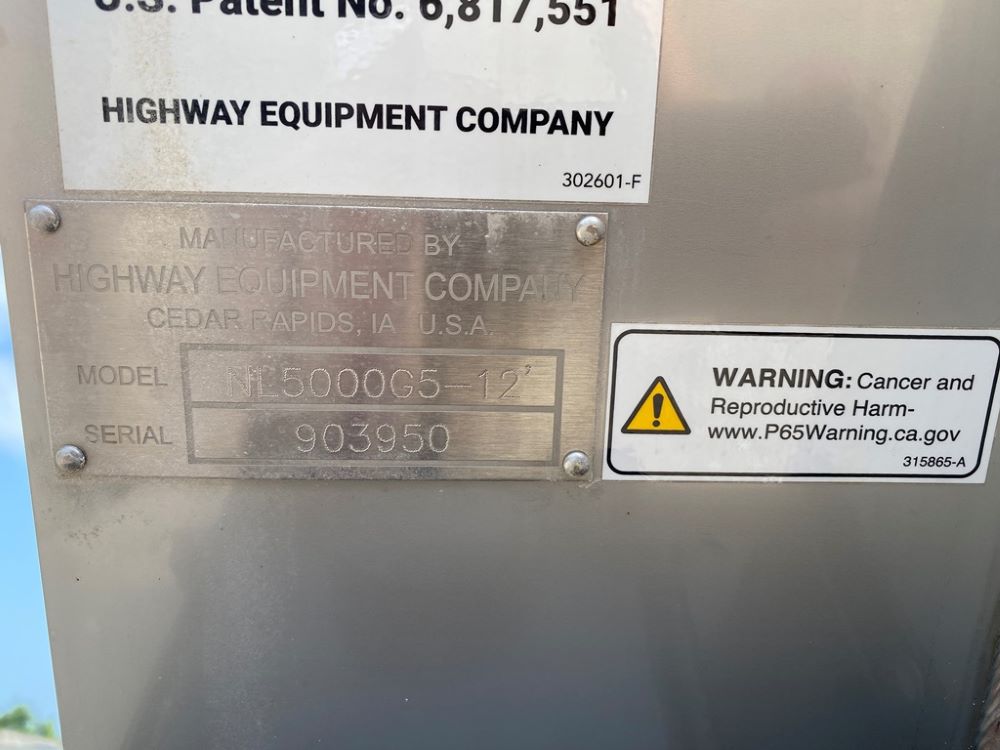 U.S. Patent No. 6,817,551
HIGHWAY EQUIPMENT COMPANY
302601-F
MANUFACTURED BY
HIGHWAY EQUIPMENT COMPANY
CEDAR RAPIDS, IA U.S.A.
MODEL NL5000G5-12'
SERIAL 903950
WARNING: Cancer and
Reproductive Harm-
www.P65Warning.ca.gov
315865-A